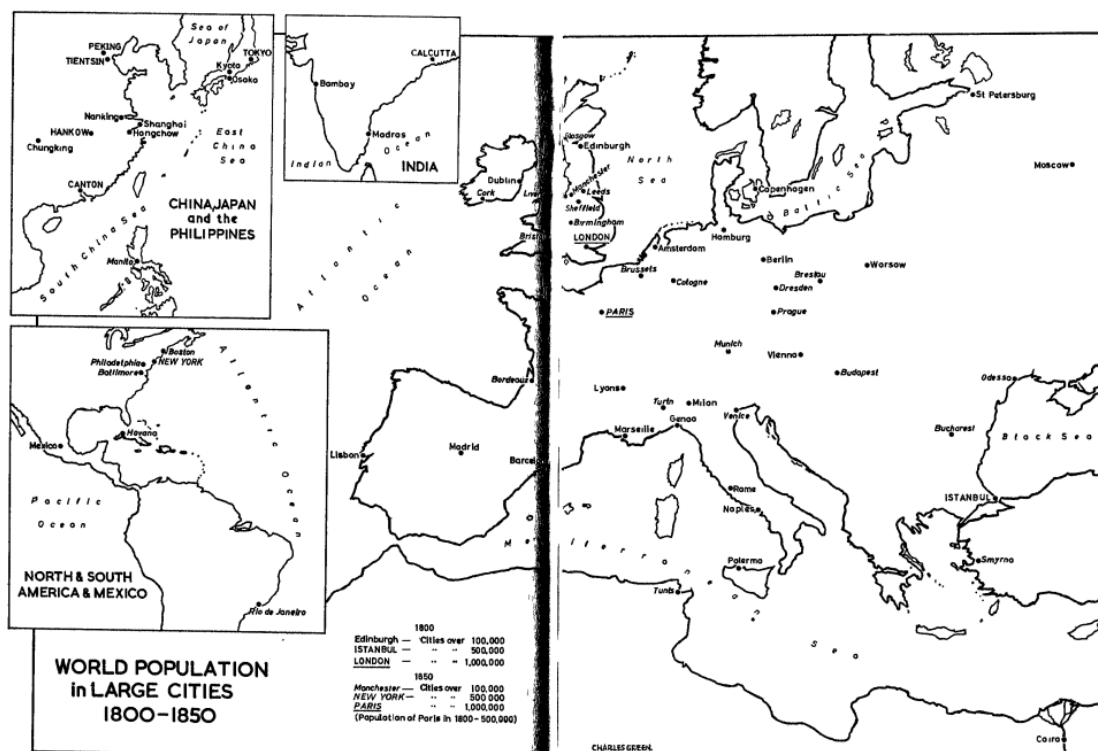 Sea of
Japan
PEKING
TIENTSIN
TOKYO
Kyoto
Osaka
Nanking
Shanghai
Hangchow
HANKOW
Chungking
East
China
Sea
CANTON
CHINA, JAPAN
and the
PHILIPPINES
South China Sea
Manila
CALCUTTA
Bombay
Madras
Indian Ocean
INDIA
Boston
Philadelphia
NEW YORK
Baltimore
Atlantic Ocean
Havana
Mexico
Pacific
Ocean
NORTH & SOUTH
AMERICA & MEXICO
Rio de Janeiro
Atlantic
Ocean
Glasgow
Edinburgh
North
Sea
Dublin
Cork
Manchester
Leeds
Sheffield
Birmingham
LONDON
St Petersburg
Moscow
Copenhagen
Baltic Sea
Hamburg
Amsterdam
Berlin
Warsaw
Brussels
Cologne
Breslau
Dresden
PARIS
Prague
Munich
Vienna
Budapest
Bordeaux
Lyons
Turin
Milan
Venice
Genoa
Odessa
Marseille
Bucharest
Black Sea
Lisbon
Madrid
Rome
Naples
ISTANBUL
Palermo
Smyrna
Tunis
Sea
Cairo
WORLD POPULATION
in LARGE CITIES
1800-1850
1800
Edinburgh — Cities over 100,000
ISTANBUL — " " 500,000
LONDON — " " 1,000,000
1850
Manchester — Cities over 100,000
NEW YORK — " " 500,000
PARIS — " " 1,000,000
(Population of Paris in 1800-500,000)
CHARLES GREEN.